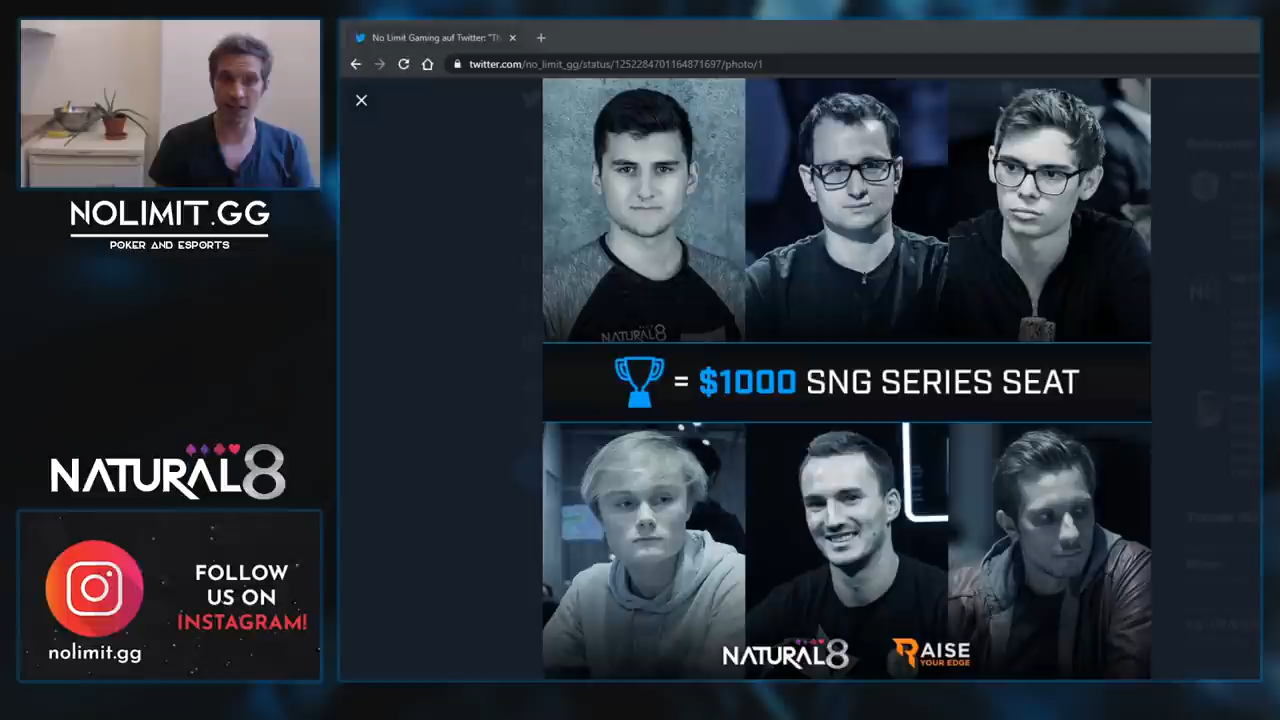 No Limit Gaming auf Twitter: "Th
twitter.com/no_limit_gg/status/1252284701164871697/photo/1
NOLIMIT.GG
POKER AND ESPORTS
NATURAL8
= $1000 SNG SERIES SEAT
NATURAL8
FOLLOW
US ON
INSTAGRAM!
nolimit.gg
NATURAL8
RAISE
YOUR EDGE